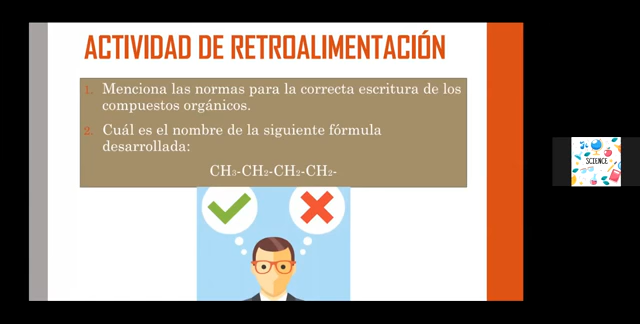 ACTIVIDAD DE RETROALIMENTACIÓN
1. Menciona las normas para la correcta escritura de los
compuestos orgánicos.
2. Cuál es el nombre de la siguiente fórmula
desarrollada:
CH₃-CH₂-CH₂-CH₂-
SCIENCE